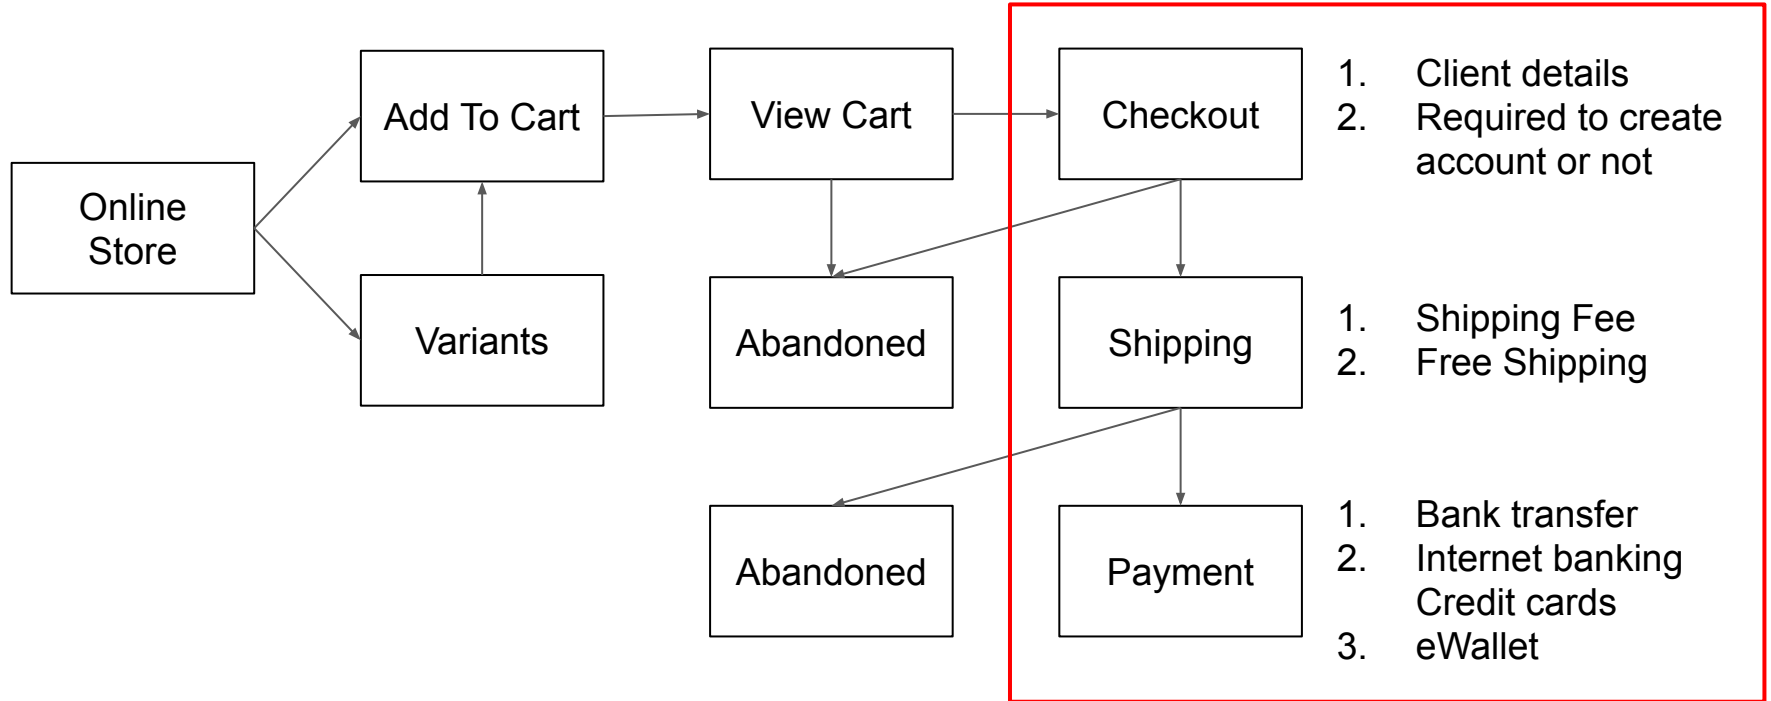 Online
Store
Add To Cart
Variants
View Cart
Abandoned
Abandoned
Checkout
1. Client details
2. Required to create
account or not
Shipping
1. Shipping Fee
2. Free Shipping
Payment
1. Bank transfer
2. Internet banking
Credit cards
3. eWallet